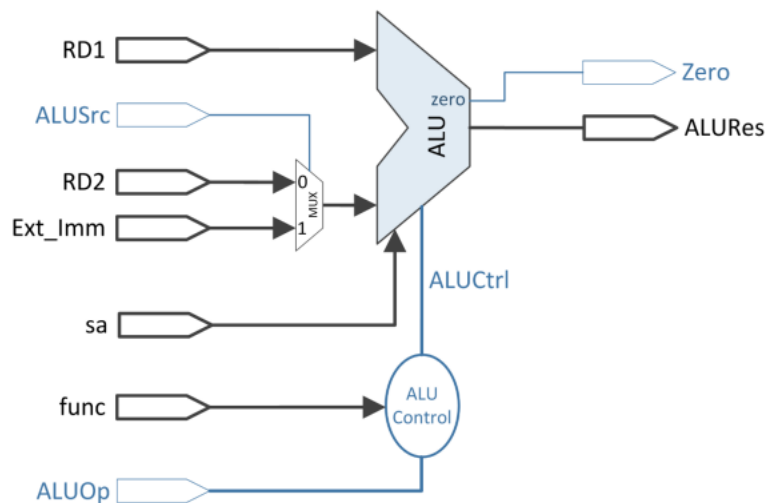 RD1
Zero
zero
ALUSrc
ALU
ALURes
RD2
0
MUX
Ext_Imm
1
ALUCtrl
sa
ALU
Control
func
ALUOp